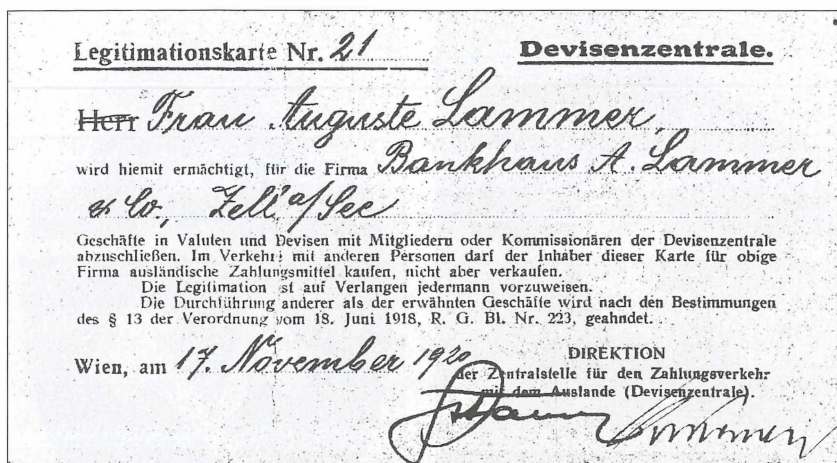 Legitimationskarte Nr. 21 Devisenzentrale.
Herr Frau Auguste Lammer,
wird hiemit ermächtigt, für die Firma Bankhaus A. Lammer
& Co., Zell a/See
Geschäfte in Valuten und Devisen mit Mitgliedern oder Kommissionären der Devisenzentrale
abzuschließen. Im Verkehr mit anderen Personen darf der Inhaber dieser Karte für obige
Firma ausländische Zahlungsmittel kaufen, nicht aber verkaufen.
Die Legitimation ist auf Verlangen jedermann vorzuweisen.
Die Durchführung anderer als der erwähnten Geschäfte wird nach den Bestimmungen
des § 13 der Verordnung vom 18. Juni 1918, R. G. Bl. Nr. 223, geahndet.
Wien, am 17. November 1920
DIREKTION
der Zentralstelle für den Zahlungsverkehr
mit dem Auslande (Devisenzentrale).